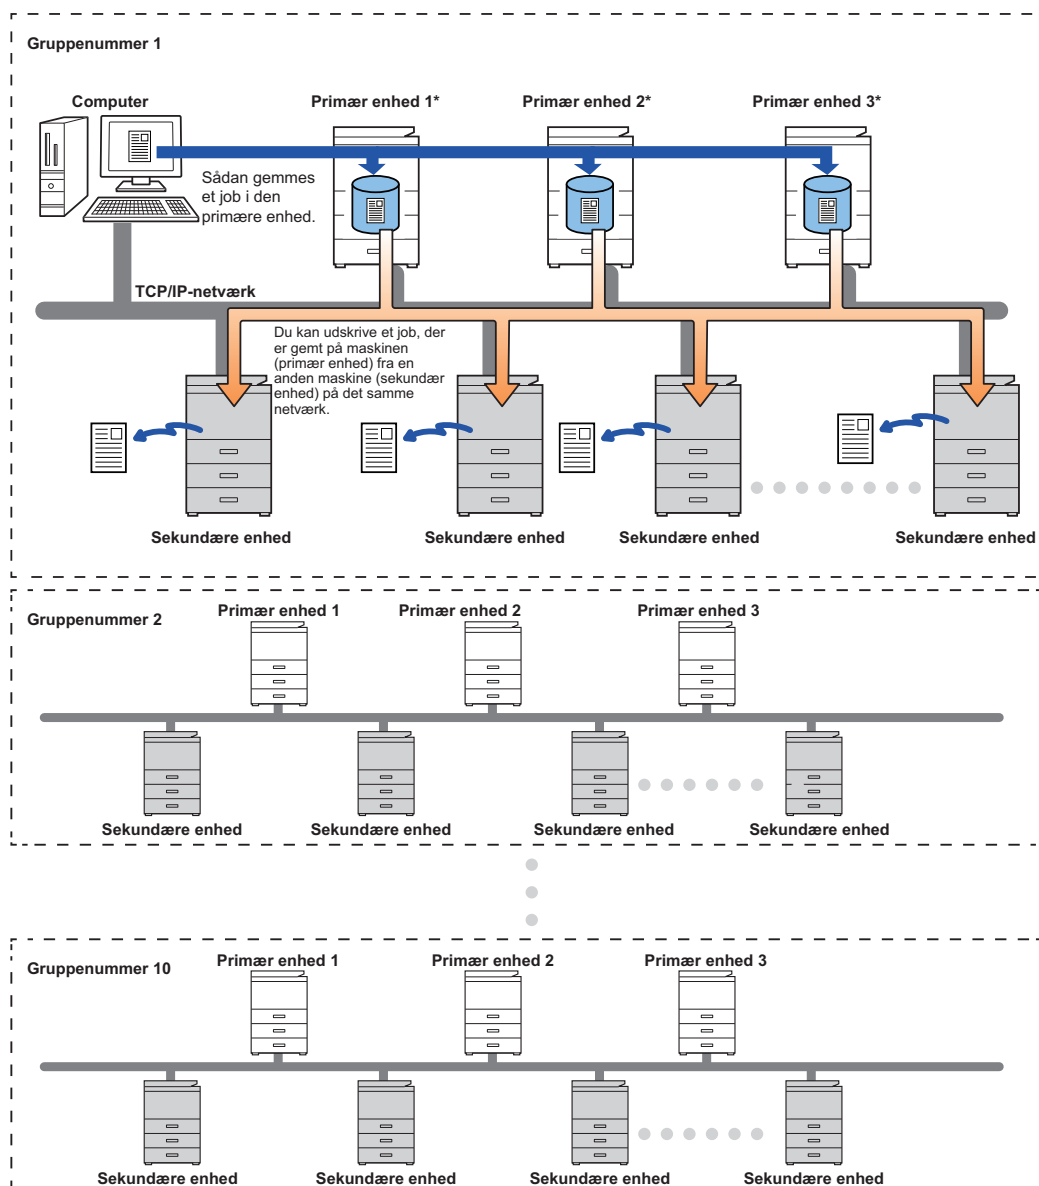 Gruppenummer 1
Computer
Primær enhed 1*
Primær enhed 2*
Primær enhed 3*
Sådan gemmes
et job i den
primære enhed.
TCP/IP-netværk
Du kan udskrive et job, der
er gemt på maskinen
(primær enhed) fra en
anden maskine (sekundær
enhed) på det samme
netværk.
Sekundære enhed
Sekundære enhed
Sekundære enhed
Sekundære enhed
Gruppenummer 2
Primær enhed 1
Primær enhed 2
Primær enhed 3
Sekundære enhed
Sekundære enhed
Sekundære enhed
Sekundære enhed
Gruppenummer 10
Primær enhed 1
Primær enhed 2
Primær enhed 3
Sekundære enhed
Sekundære enhed
Sekundære enhed
Sekundære enhed